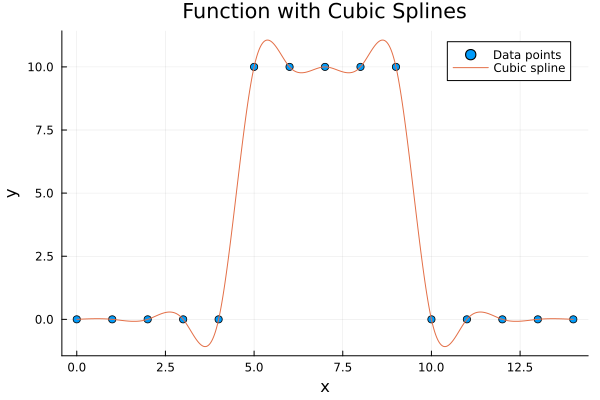 Function with Cubic Splines
Data points
Cubic spline
10.0
7.5
5.0
2.5
0.0
y
0.0 2.5 5.0 7.5 10.0 12.5
x